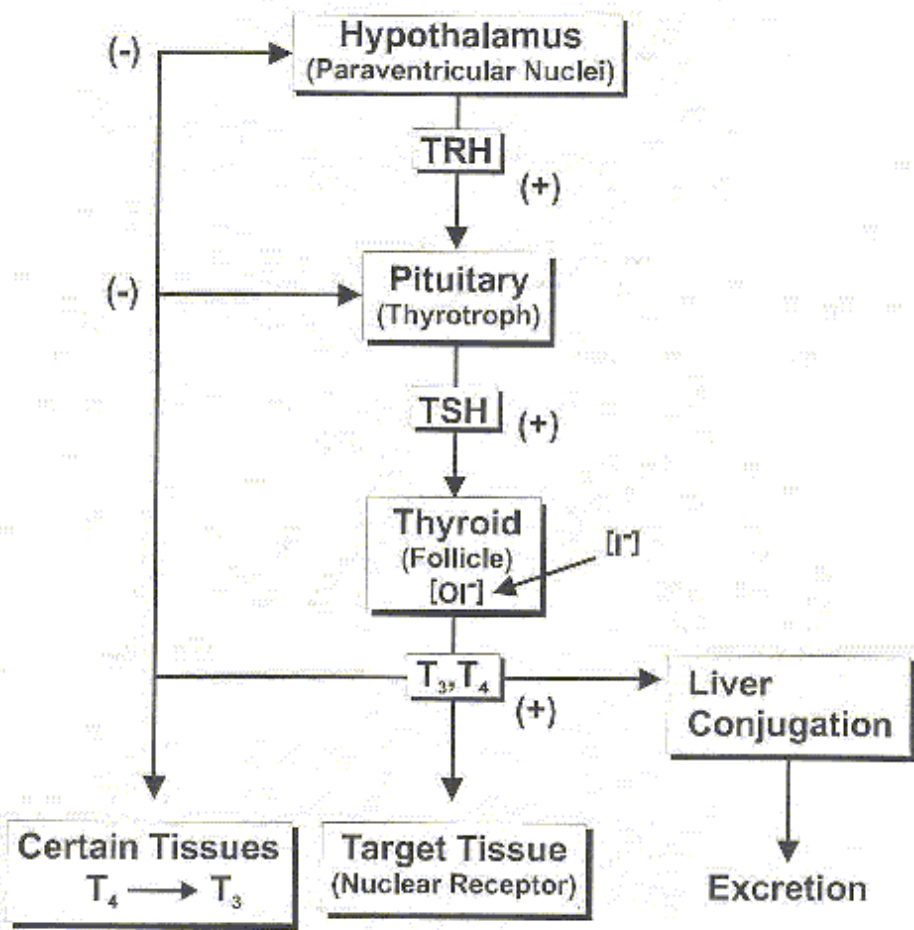 (-)
Hypothalamus
(Paraventricular Nuclei)
TRH
(+)
(-)
Pituitary
(Thyrotroph)
TSH
(+)
Thyroid
(Follicle)
[OI⁻]
[I⁻]
T₃, T₄
(+)
Liver
Conjugation
Certain Tissues
T₄ → T₃
Target Tissue
(Nuclear Receptor)
Excretion